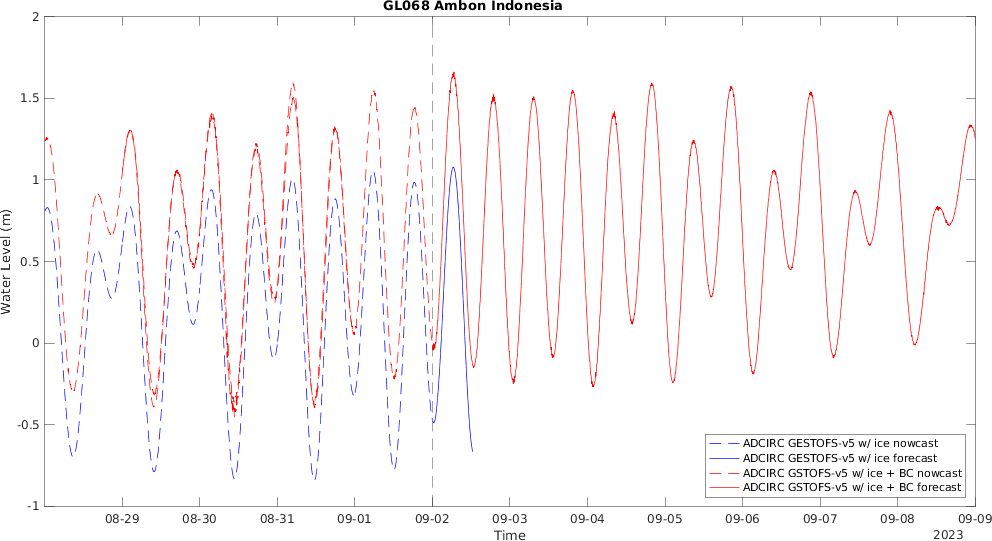 GL068 Ambon Indonesia
2
1.5
1
0.5
0
-0.5
-1
Water Level (m)
ADCIRC GESTOFS-v5 w/ ice nowcast
ADCIRC GESTOFS-v5 w/ ice forecast
ADCIRC GSTOFS-v5 w/ ice + BC nowcast
ADCIRC GSTOFS-v5 w/ ice + BC forecast
08-29 08-30 08-31 09-01 09-02 09-03 09-04 09-05 09-06 09-07 09-08 09-09
Time
2023